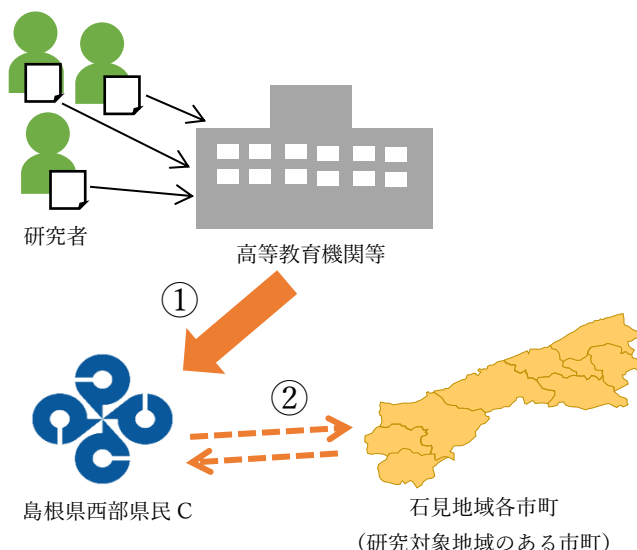 研究者
高等教育機関等
①
②
島根県西部県民 C
石見地域各市町
（研究対象地域のある市町）